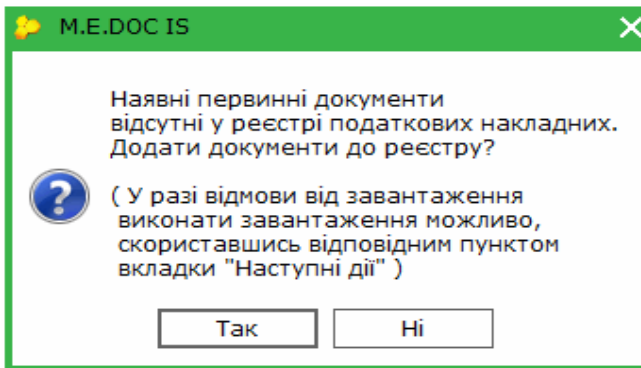 M.E.DOC IS
Наявні первинні документи
відсутні у реєстрі податкових накладних.
Додати документи до реєстру?
( У разі відмови від завантаження
виконати завантаження можливо,
скориставшись відповідним пунктом
вкладки "Наступні дії" )
Так
Ні